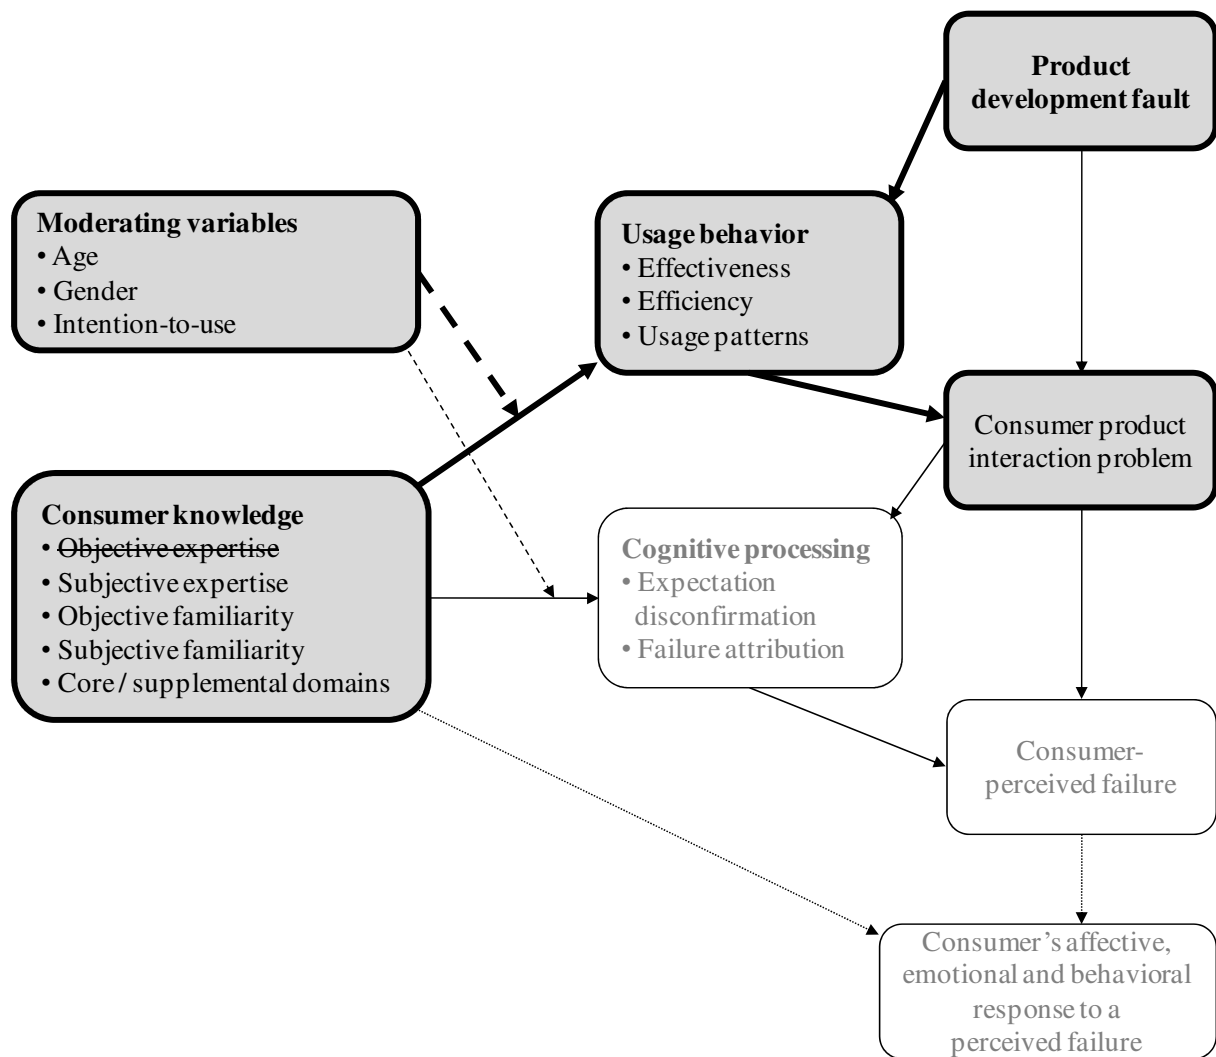 Product
development fault
Moderating variables
• Age
• Gender
• Intention-to-use
Usage behavior
• Effectiveness
• Efficiency
• Usage patterns
Consumer product
interaction problem
Consumer knowledge
• Objective expertise
• Subjective expertise
• Objective familiarity
• Subjective familiarity
• Core / supplemental domains
Cognitive processing
• Expectation
disconfirmation
• Failure attribution
Consumer-
perceived failure
Consumer’s affective,
emotional and behavioral
response to a
perceived failure